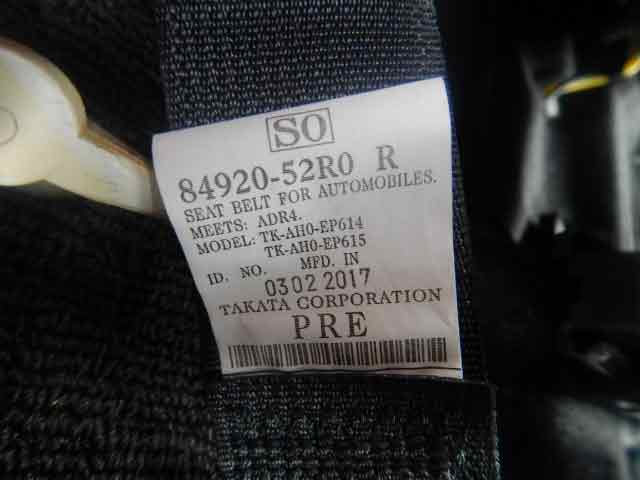 SO
84920-52R0 R
SEAT BELT FOR AUTOMOBILES.
MEETS: ADR4.
MODEL: TK-AH0-EP614
TK-AH0-EP615
ID. NO. MFD. IN
0302 2017
TAKATA CORPORATION
PRE